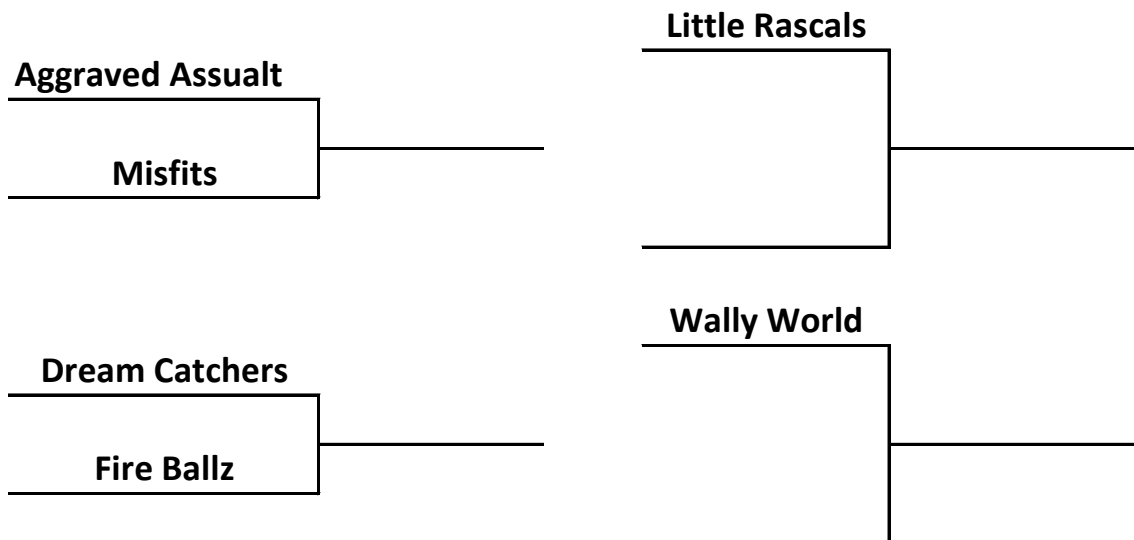 Little Rascals
Aggraved Assualt
Misfits
Wally World
Dream Catchers
Fire Ballz